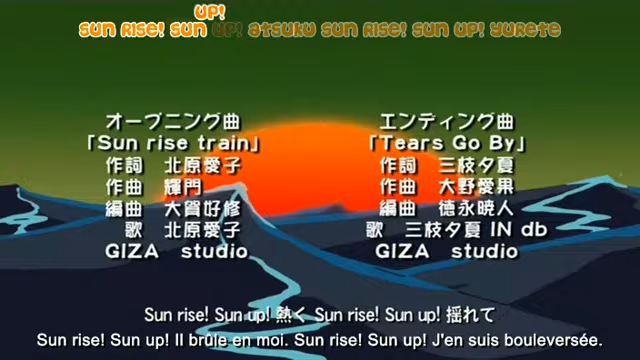 UP!
SUN RISE! SUN UP! ATSUKU SUN RISE! SUN UP! YURETE
オープニング曲
「Sun rise train」
作詞 北原愛子
作曲 輝門
編曲 大賀好修
歌 北原愛子
GIZA studio
エンディング曲
「Tears Go By」
作詞 三枝夕夏
作曲 大野愛果
編曲 徳永暁人
歌 三枝夕夏 IN db
GIZA studio
Sun rise! Sun up! 熱く Sun rise! Sun up! 揺れて
Sun rise! Sun up! Il brûle en moi. Sun rise! Sun up! J'en suis bouleversée.